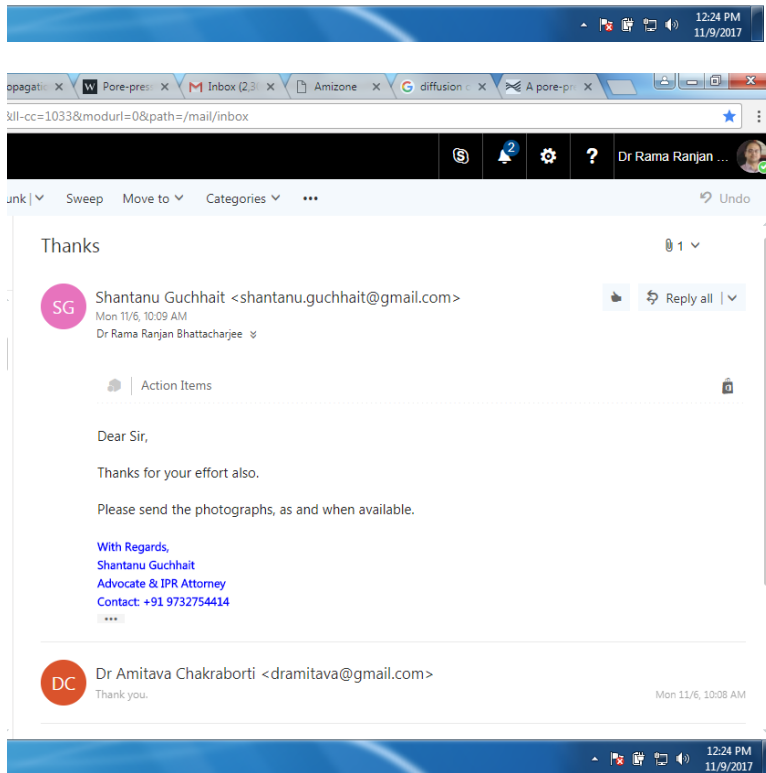 12:24 PM
11/9/2017
opagatio Pore-press Inbox (2,3 Amizone diffusion c A pore-pr
&ll-cc=1033&modurl=0&path=/mail/inbox
2 ? Dr Rama Ranjan ...
unk | Sweep Move to Categories ••• Undo
Thanks 1
SG Shantanu Guchhait <shantanu.guchhait@gmail.com> Reply all
Mon 11/6, 10:09 AM
Dr Rama Ranjan Bhattacharjee
Action Items
Dear Sir,
Thanks for your effort also.
Please send the photographs, as and when available.
With Regards,
Shantanu Guchhait
Advocate & IPR Attorney
Contact: +91 9732754414
•••
DC Dr Amitava Chakraborti <dramitava@gmail.com>
Thank you. Mon 11/6, 10:08 AM
12:24 PM
11/9/2017